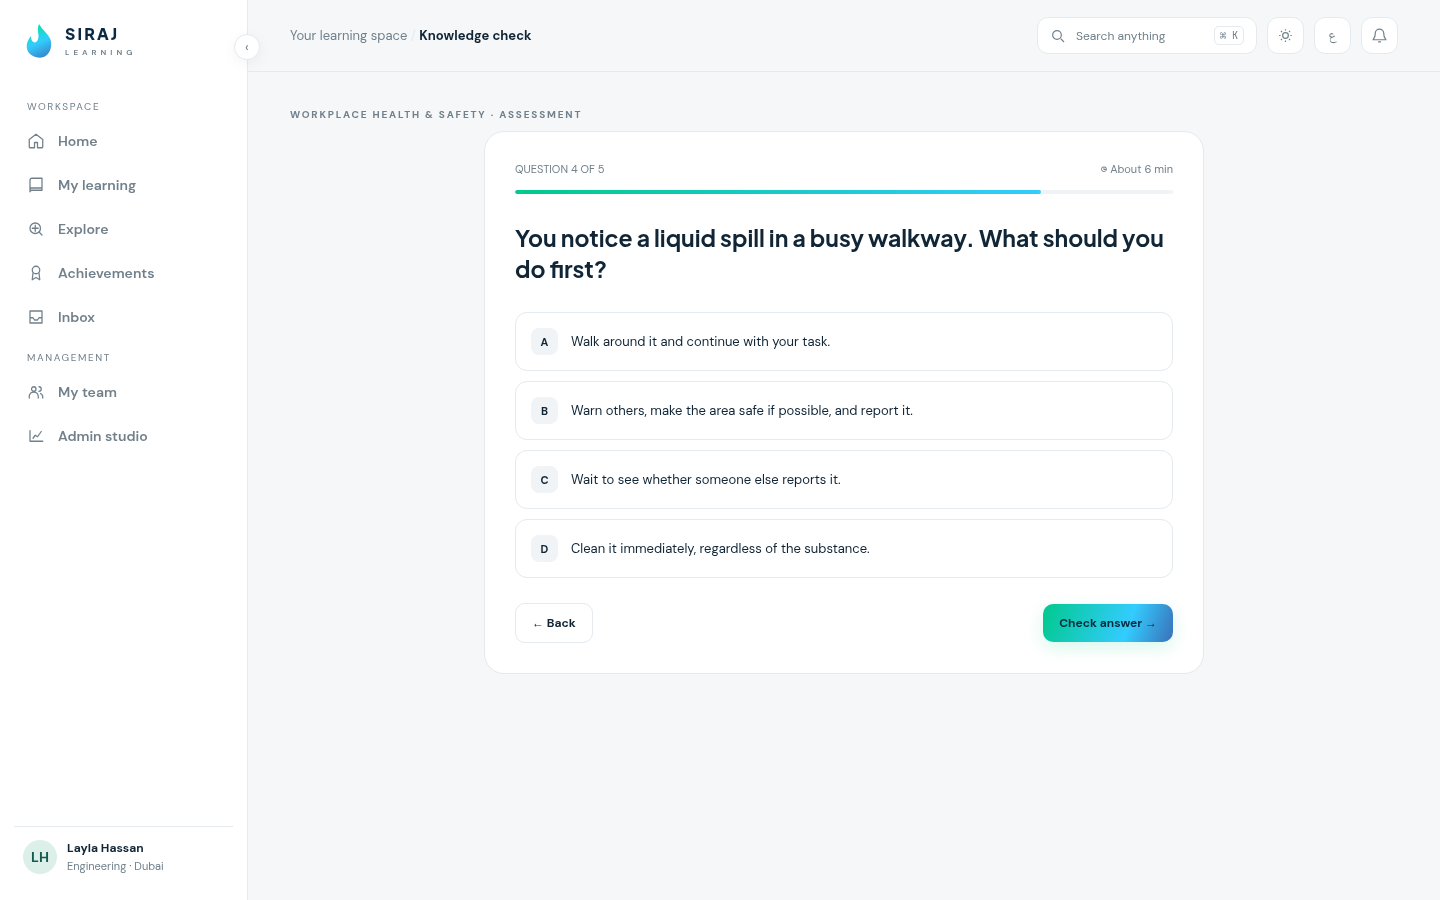 SIRAJ
LEARNING
WORKSPACE
Home
My learning
Explore
Achievements
Inbox
MANAGEMENT
My team
Admin studio
LH
Layla Hassan
Engineering · Dubai
‹
Your learning space / Knowledge check
Search anything
⌘ K
ع
WORKPLACE HEALTH & SAFETY · ASSESSMENT
QUESTION 4 OF 5
◔ About 6 min
You notice a liquid spill in a busy walkway. What should you
do first?
A Walk around it and continue with your task.
B Warn others, make the area safe if possible, and report it.
C Wait to see whether someone else reports it.
D Clean it immediately, regardless of the substance.
← Back
Check answer →